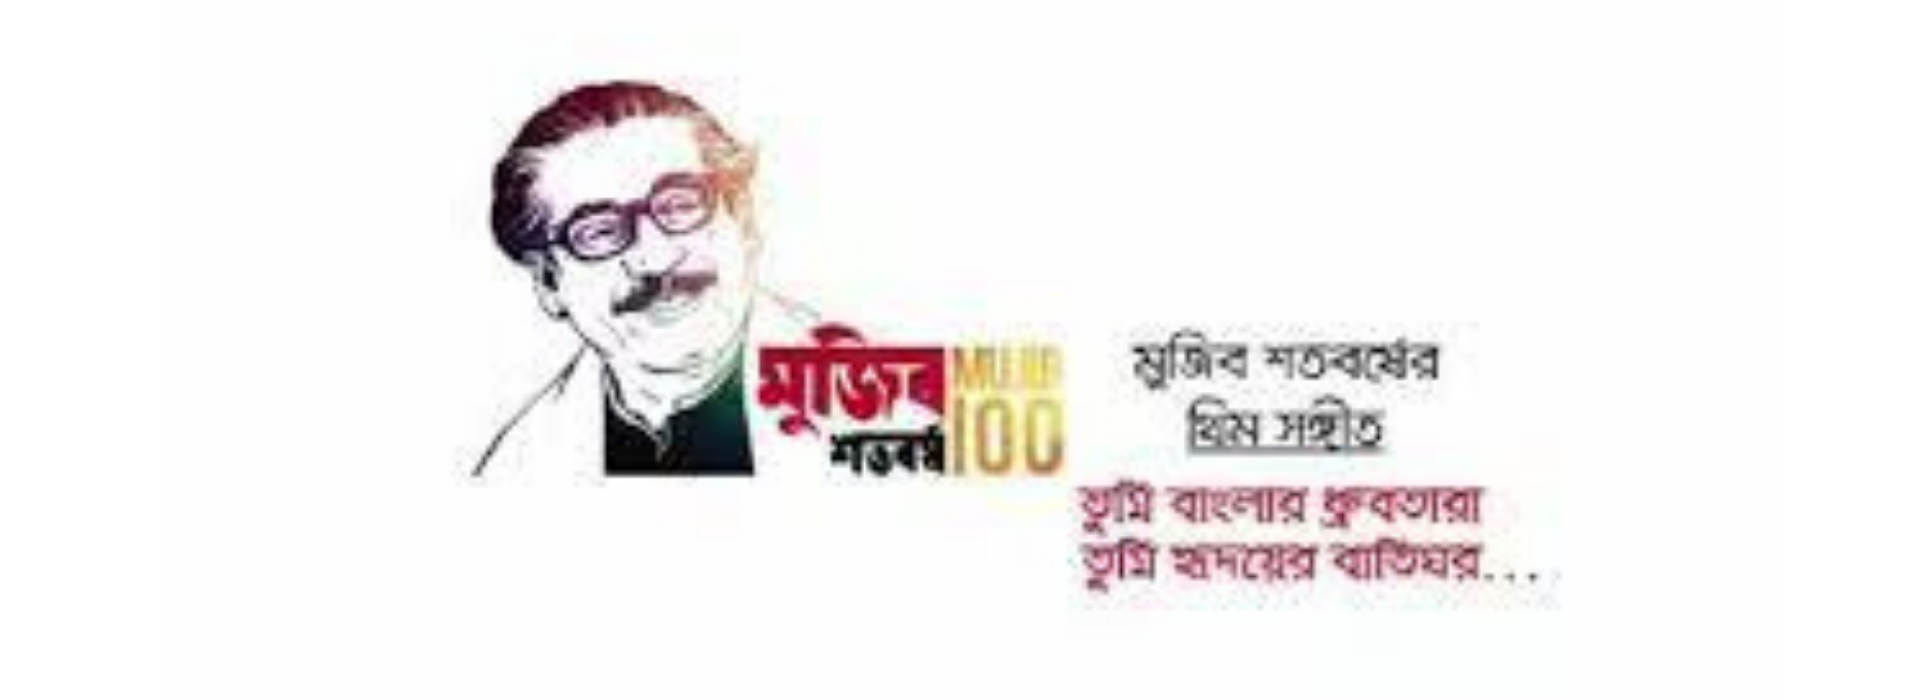 মুজিব MUJIB
শতবর্ষ 100
মুজিব শতবর্ষের
থিম সঙ্গীত
তুমি বাংলার ধ্রুবতারা
তুমি হৃদয়ের বাতিঘর...